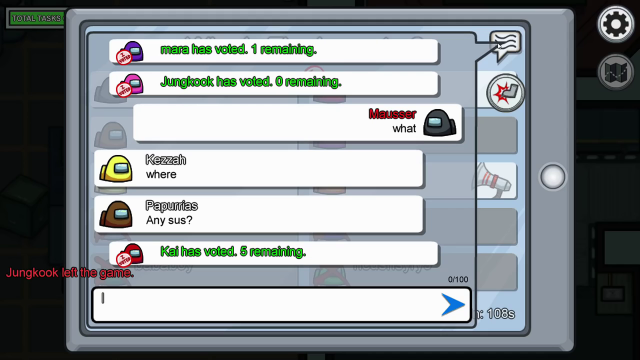 TOTAL TASKS
mara has voted. 1 remaining.
Jungkook has voted. 0 remaining.
Mausser
what
Kezzah
where
Papurrias
Any sus?
Kai has voted. 5 remaining.
Jungkook left the game.
0/100
108s